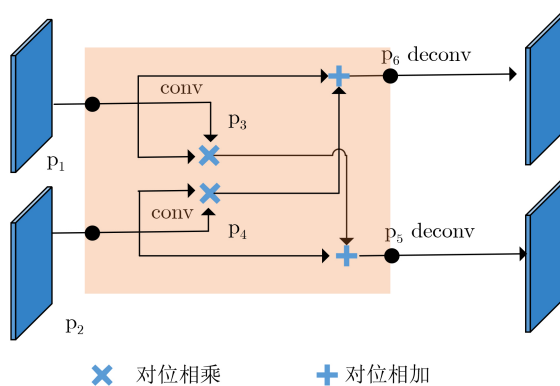 p₆ deconv
conv
p₃
p₁
conv
p₄
p₅ deconv
p₂
对位相乘
对位相加